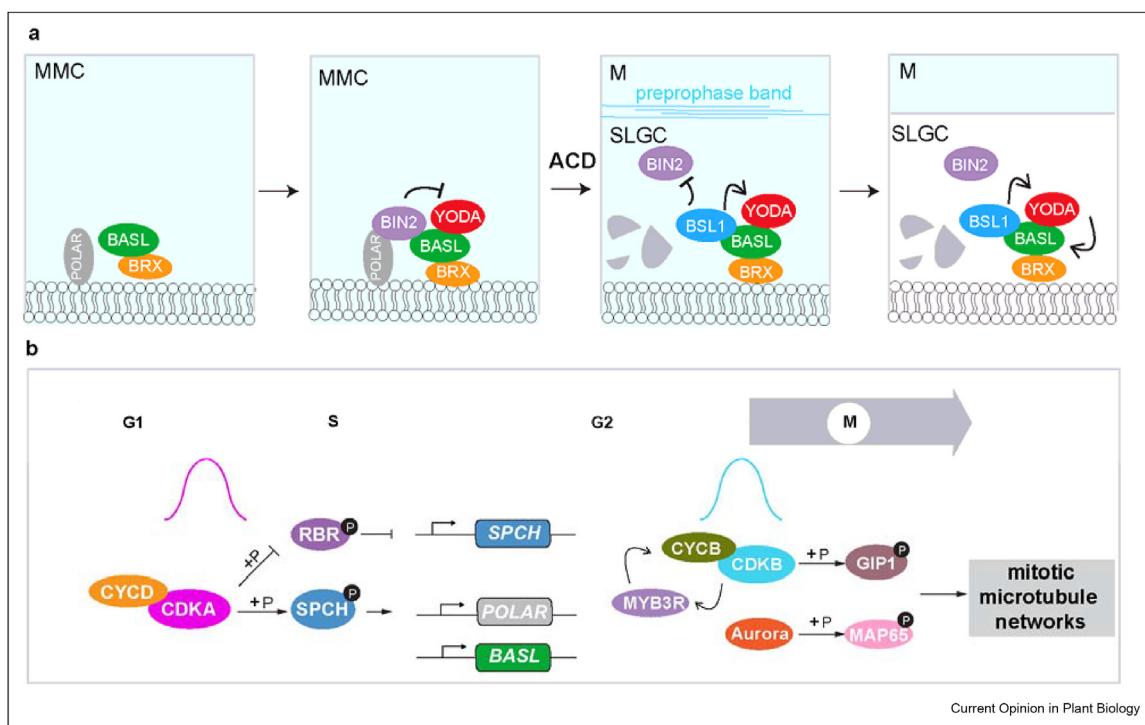 a
MMC
POLAR
BASL
BRX
MMC
POLAR
BIN2
YODA
BASL
BRX
ACD
M
preprophase band
SLGC
BIN2
BSL1
YODA
BASL
BRX
M
SLGC
BIN2
BSL1
YODA
BASL
BRX
b
G1
S
G2
M
CYCD
CDKA
+P
+P
RBR
P
SPCH
P
SPCH
POLAR
BASL
CYCB
CDKB
MYB3R
+P
GIP1
P
Aurora
+P
MAP65
P
mitotic
microtubule
networks
Current Opinion in Plant Biology